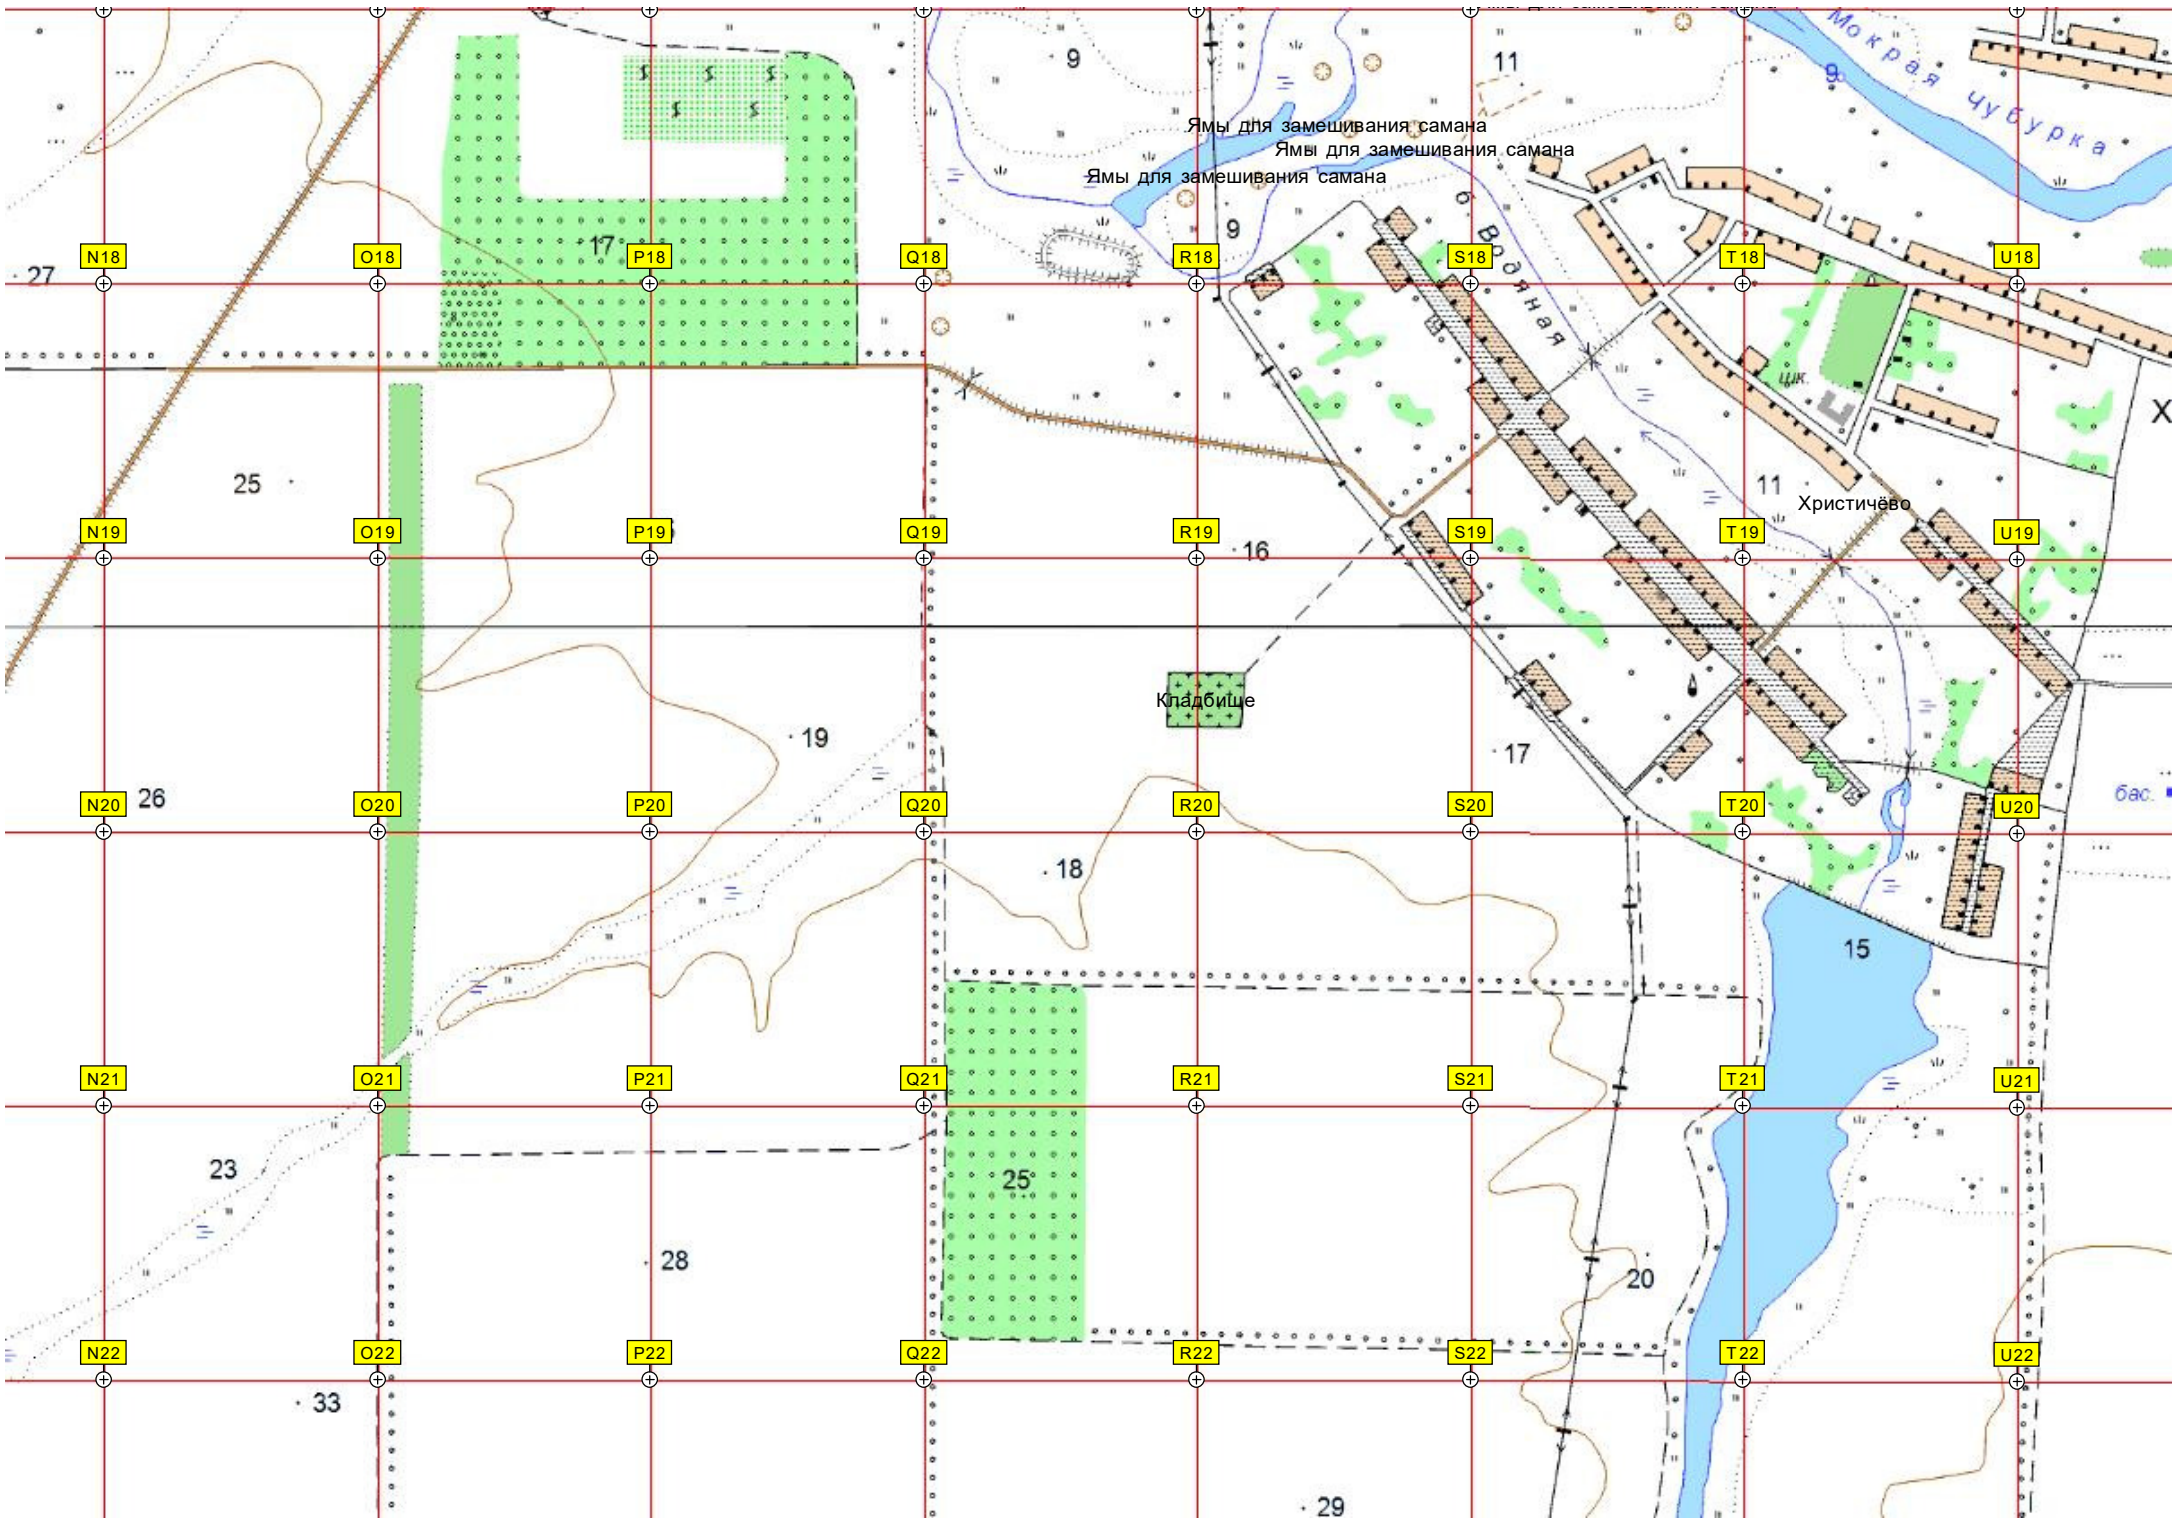 Мокрая Чубурка
9
11
9
Ямы для замешивания самана
Ямы для замешивания самана
Ямы для замешивания самана
б. Водяная
9
17
27
N18
O18
P18
Q18
R18
S18
T18
U18
шк.
Х
25
11
Христичёво
N19
O19
P19
Q19
R19
S19
T19
U19
16
Кладбище
19
17
26
бас.
N20
O20
P20
Q20
R20
S20
T20
U20
18
15
N21
O21
P21
Q21
R21
S21
T21
U21
23
25
28
20
N22
O22
P22
Q22
R22
S22
T22
U22
33
29